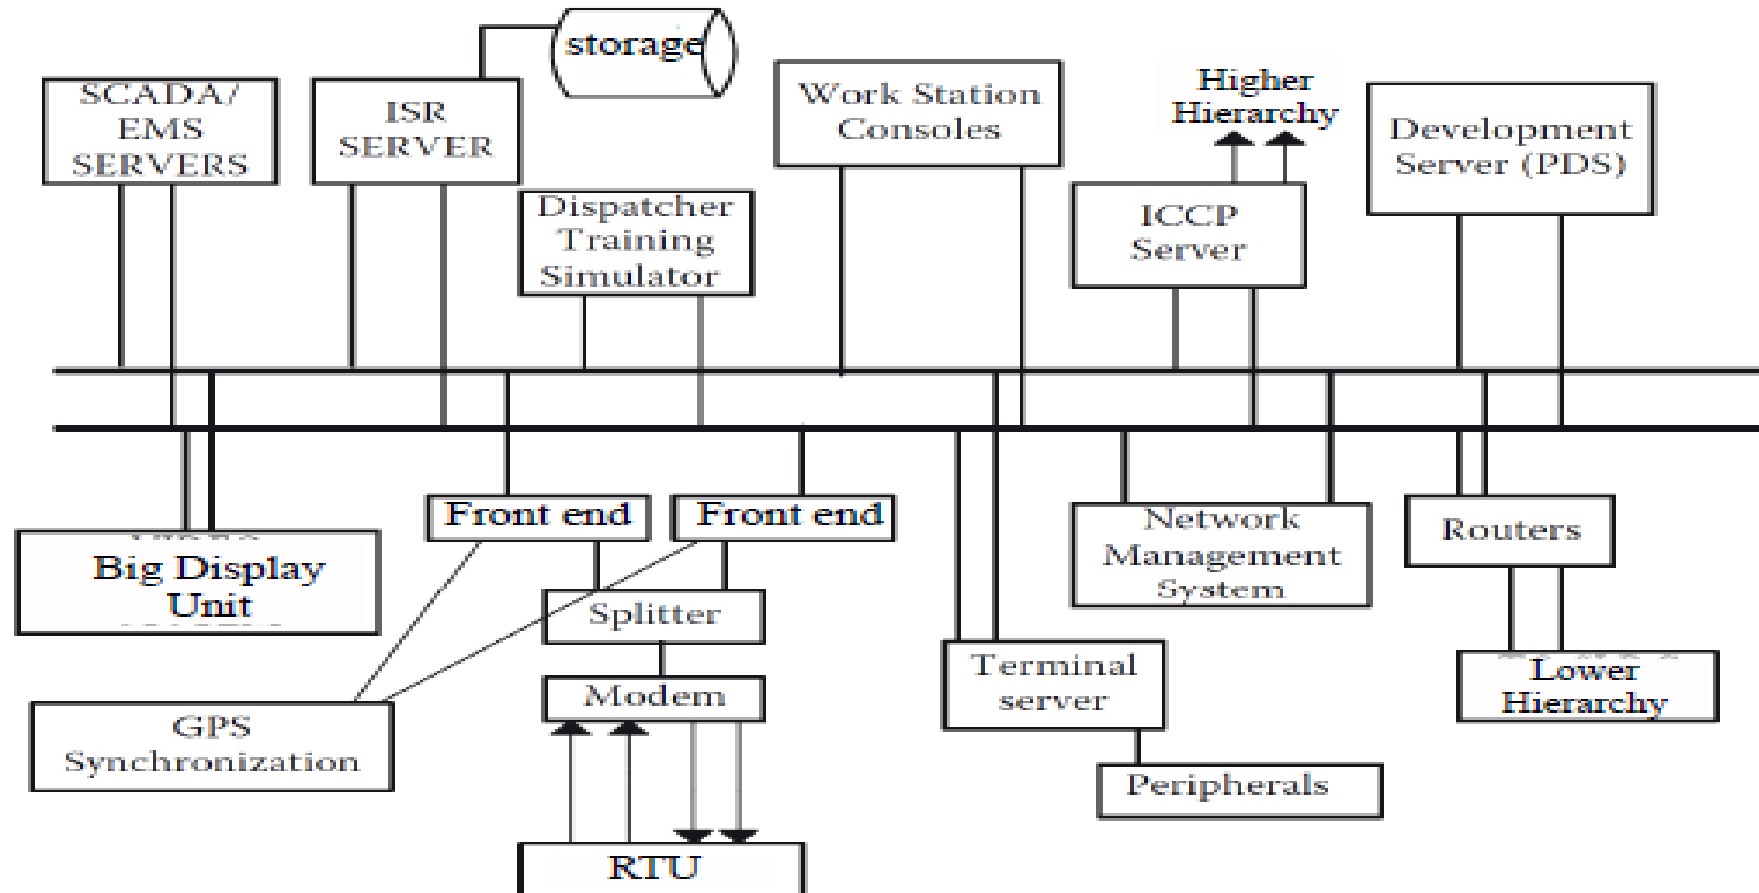 storage
SCADA/
EMS
SERVERS
ISR
SERVER
Work Station
Consoles
Higher
Hierarchy
Development
Server (PDS)
Dispatcher
Training
Simulator
ICCP
Server
Front end
Front end
Big Display
Unit
Splitter
Network
Management
System
Routers
Modem
Terminal
server
Lower
Hierarchy
GPS
Synchronization
Peripherals
RTU